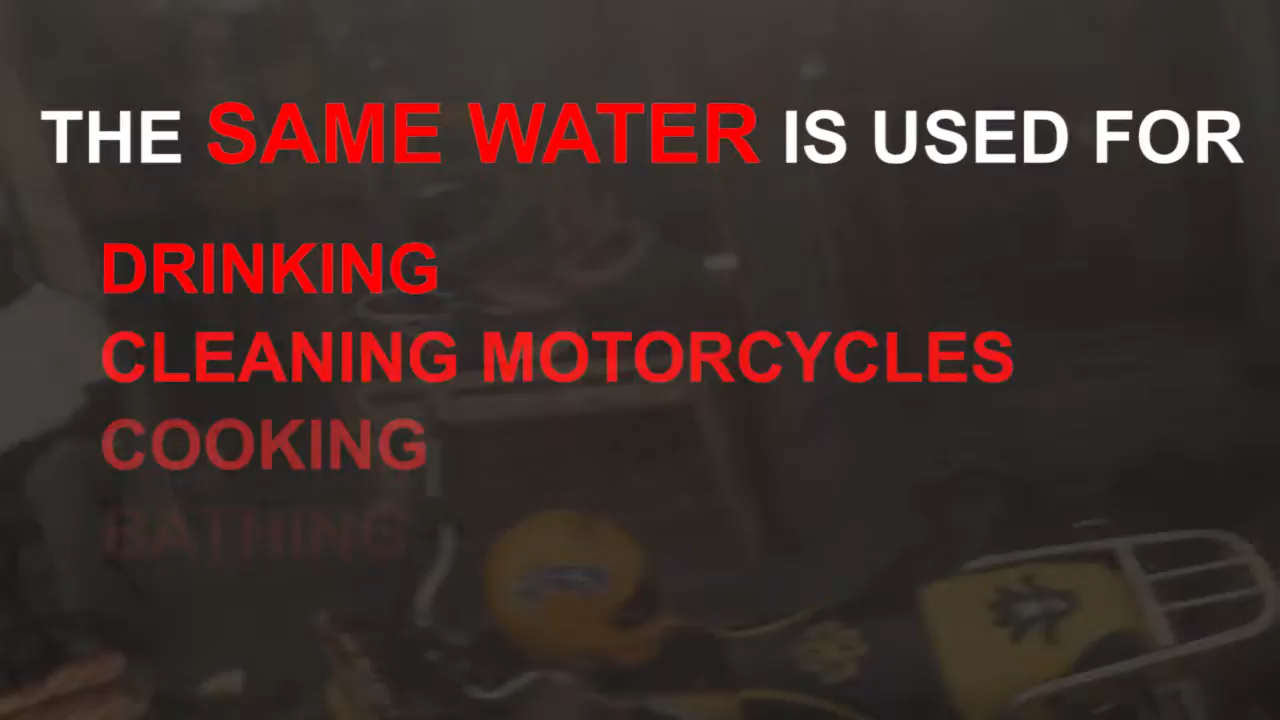 THE SAME WATER IS USED FOR
DRINKING
CLEANING MOTORCYCLES
COOKING
BATHING